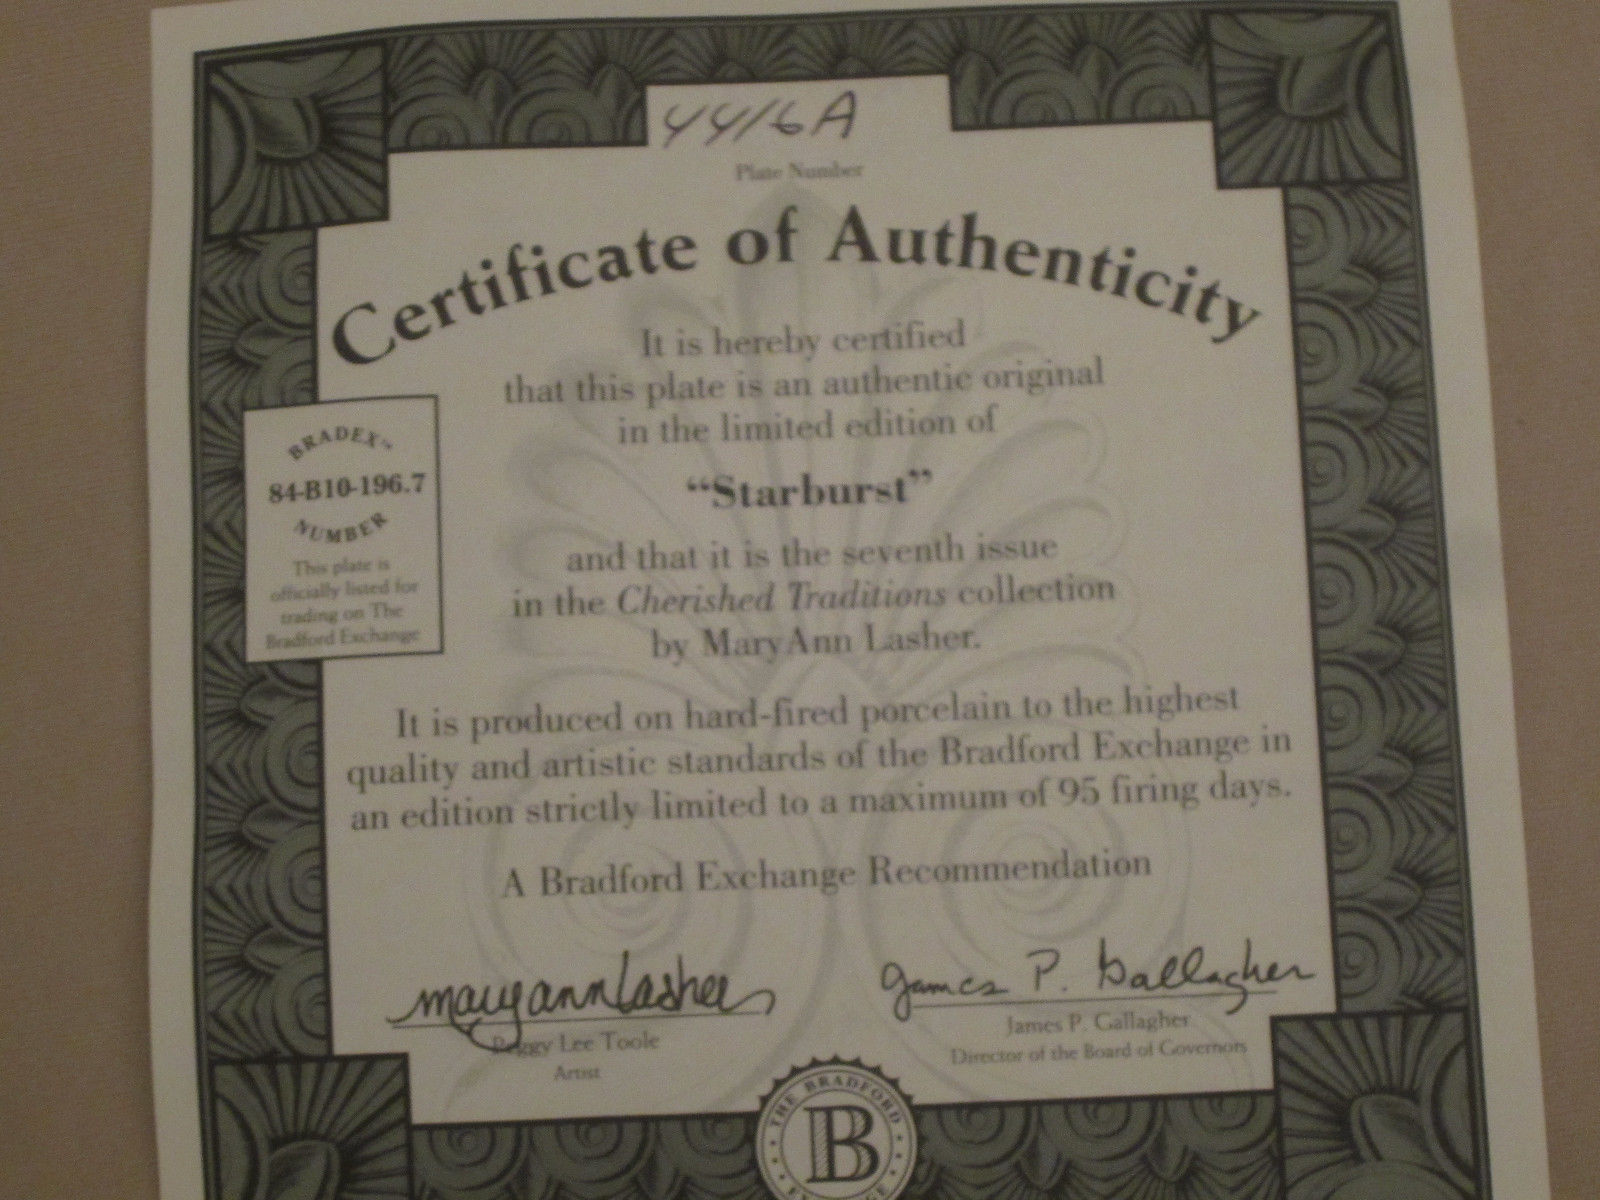 4416A
Plate Number
Certificate of Authenticity
It is hereby certified
that this plate is an authentic original
in the limited edition of
“Starburst”
and that it is the seventh issue
in the Cherished Traditions collection
by MaryAnn Lasher.
BRADEX™
84-B10-196.7
NUMBER
This plate is
officially listed for
trading on The
Bradford Exchange
It is produced on hard-fired porcelain to the highest
quality and artistic standards of the Bradford Exchange in
an edition strictly limited to a maximum of 95 firing days.
A Bradford Exchange Recommendation
maryann Lasher
Peggy Lee Toole
Artist
James P. Gallagher
James P. Gallagher
Director of the Board of Governors
THE BRADFORD EXCHANGE
B